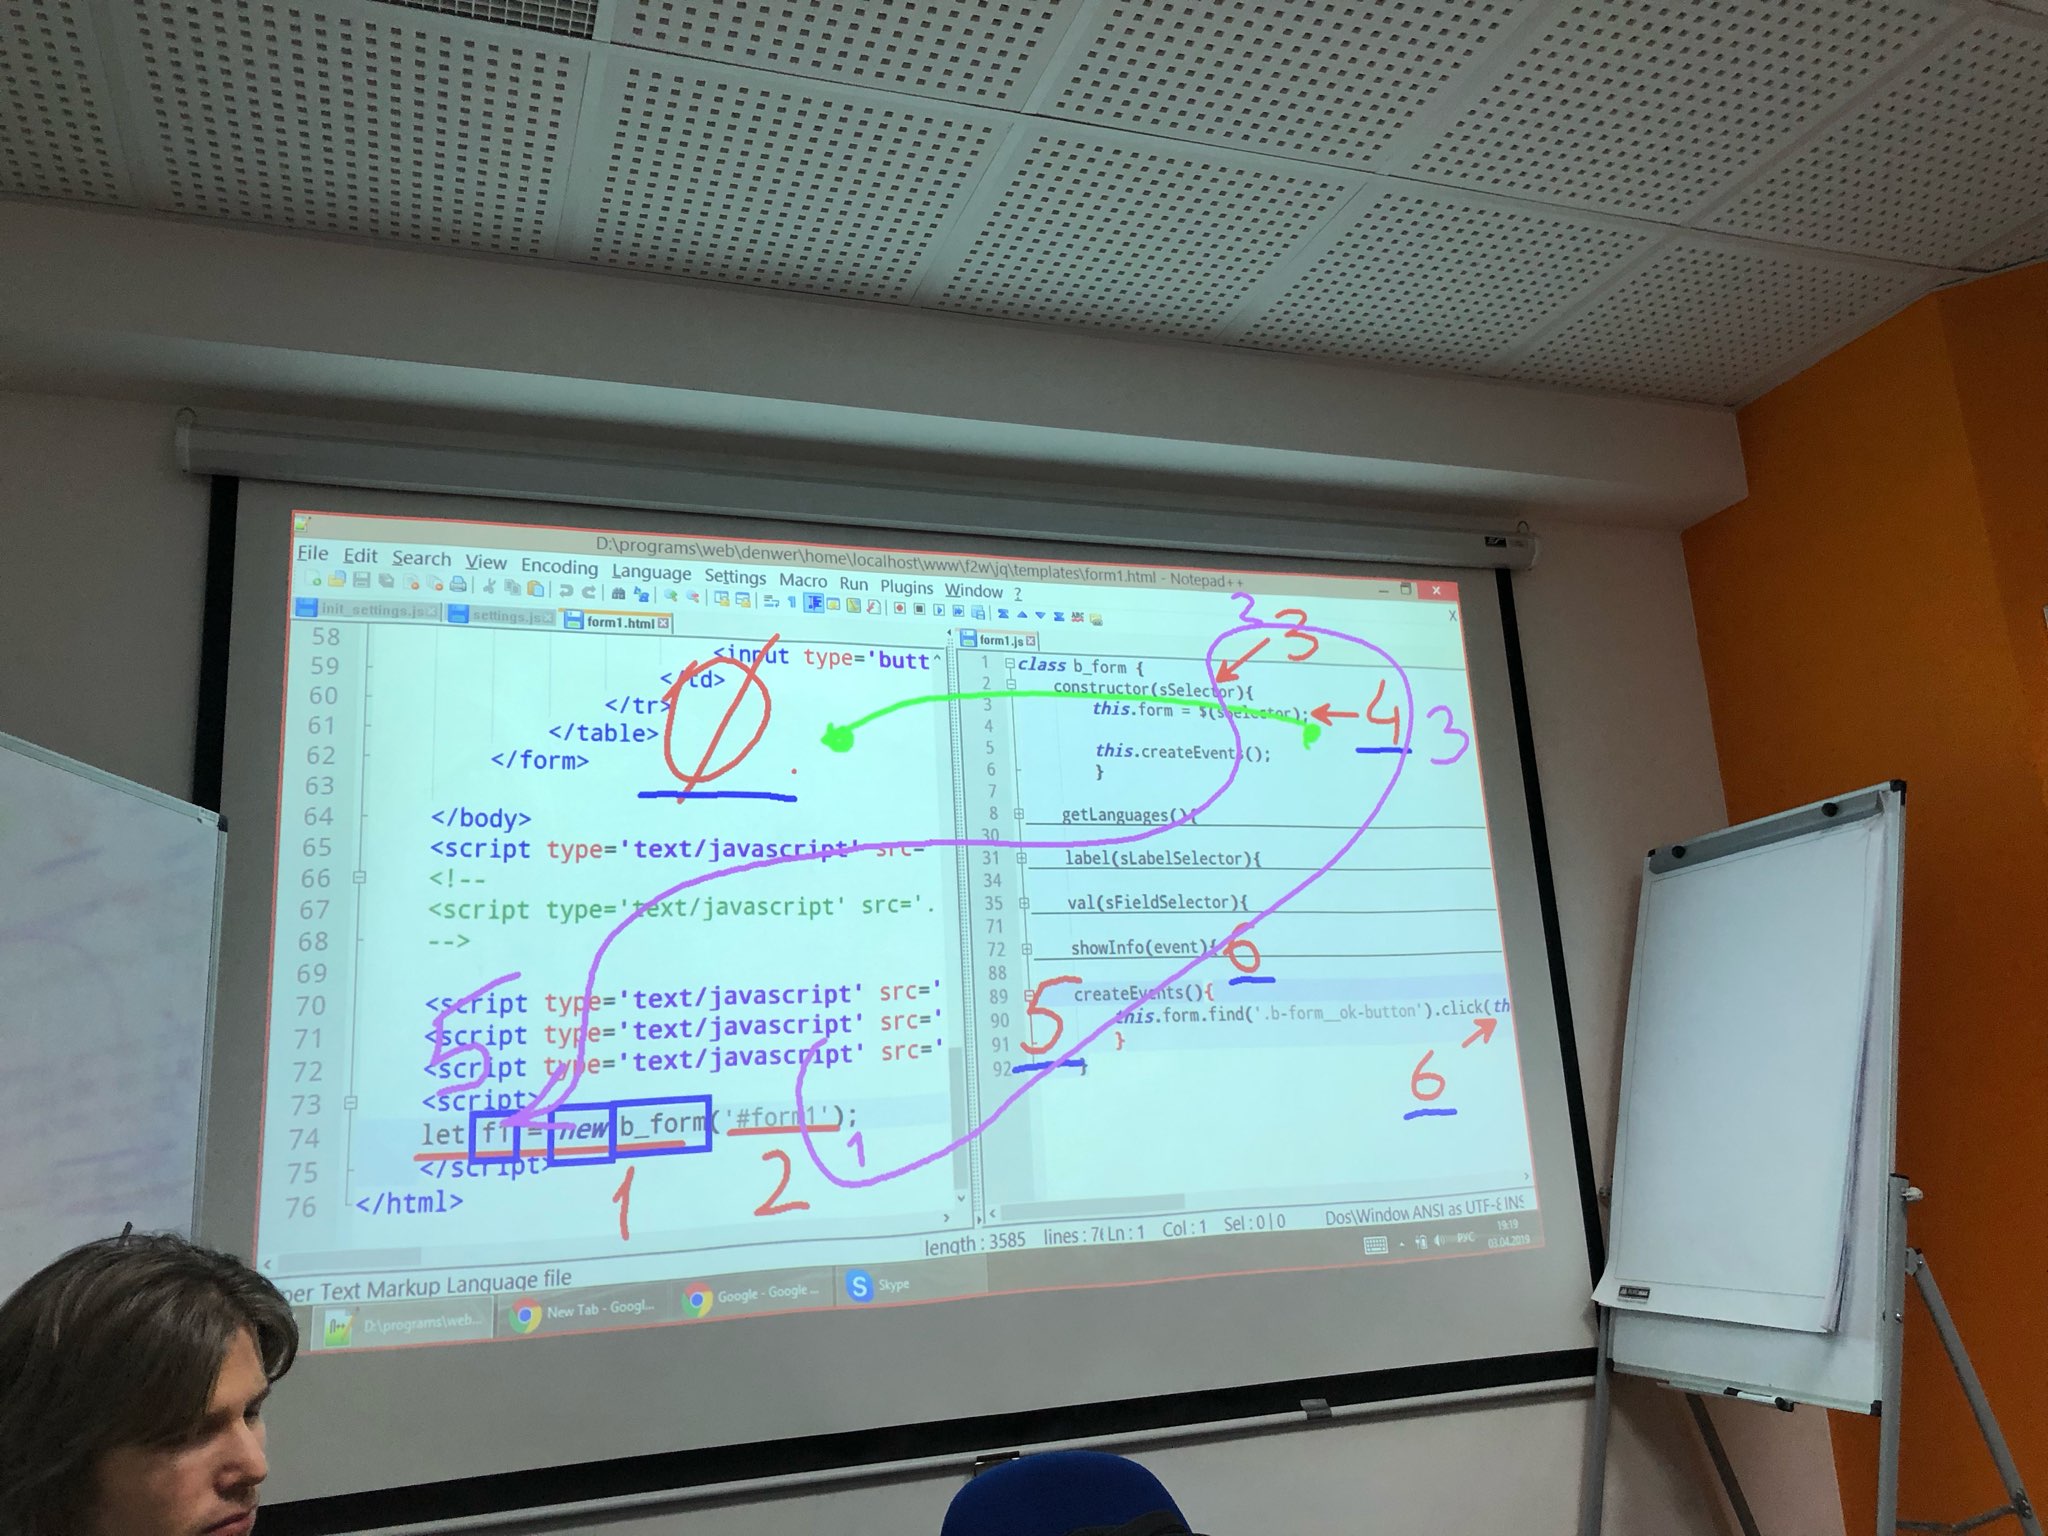 D:\programs\web\denwer\home\localhost\www\f2w\jq\templates\form1.html - Notepad++
File Edit Search View Encoding Language Settings Macro Run Plugins Window ?
init_settings.js settings.js form1.html
58 <input type='butt
59 </td>
60 </tr>
61 </table>
62 </form>
63
64 </body>
65 <script type='text/javascript' src='
66 <!--
67 <script type='text/javascript' src='.
68 -->
69
70 <script type='text/javascript' src='
71 <script type='text/javascript' src='
72 <script type='text/javascript' src='
73 <script>
74 let f1 = new b_form('#form1');
75 </script>
76 </html>
form1.js
1 class b_form {
2 constructor(sSelector){
3 this.form = $(sSelector);
4
5 this.createEvents();
6 }
7
8 getLanguages(){
30
31 label(sLabelSelector){
34
35 val(sFieldSelector){
71
72 showInfo(event){
88
89 createEvents(){
90 this.form.find('.b-form__ok-button').click(th
91 }
92 }
0
1
2
3
4
5
6
6
1
2
3
5
per Text Markup Language file
length : 3585 lines : 76 Ln : 1 Col : 1 Sel : 0 | 0 Dos\Window ANSI as UTF-8 INS
D:\programs\web...
New Tab - Googl...
Google - Google ...
Skype
РУС
19:19
03.04.2019